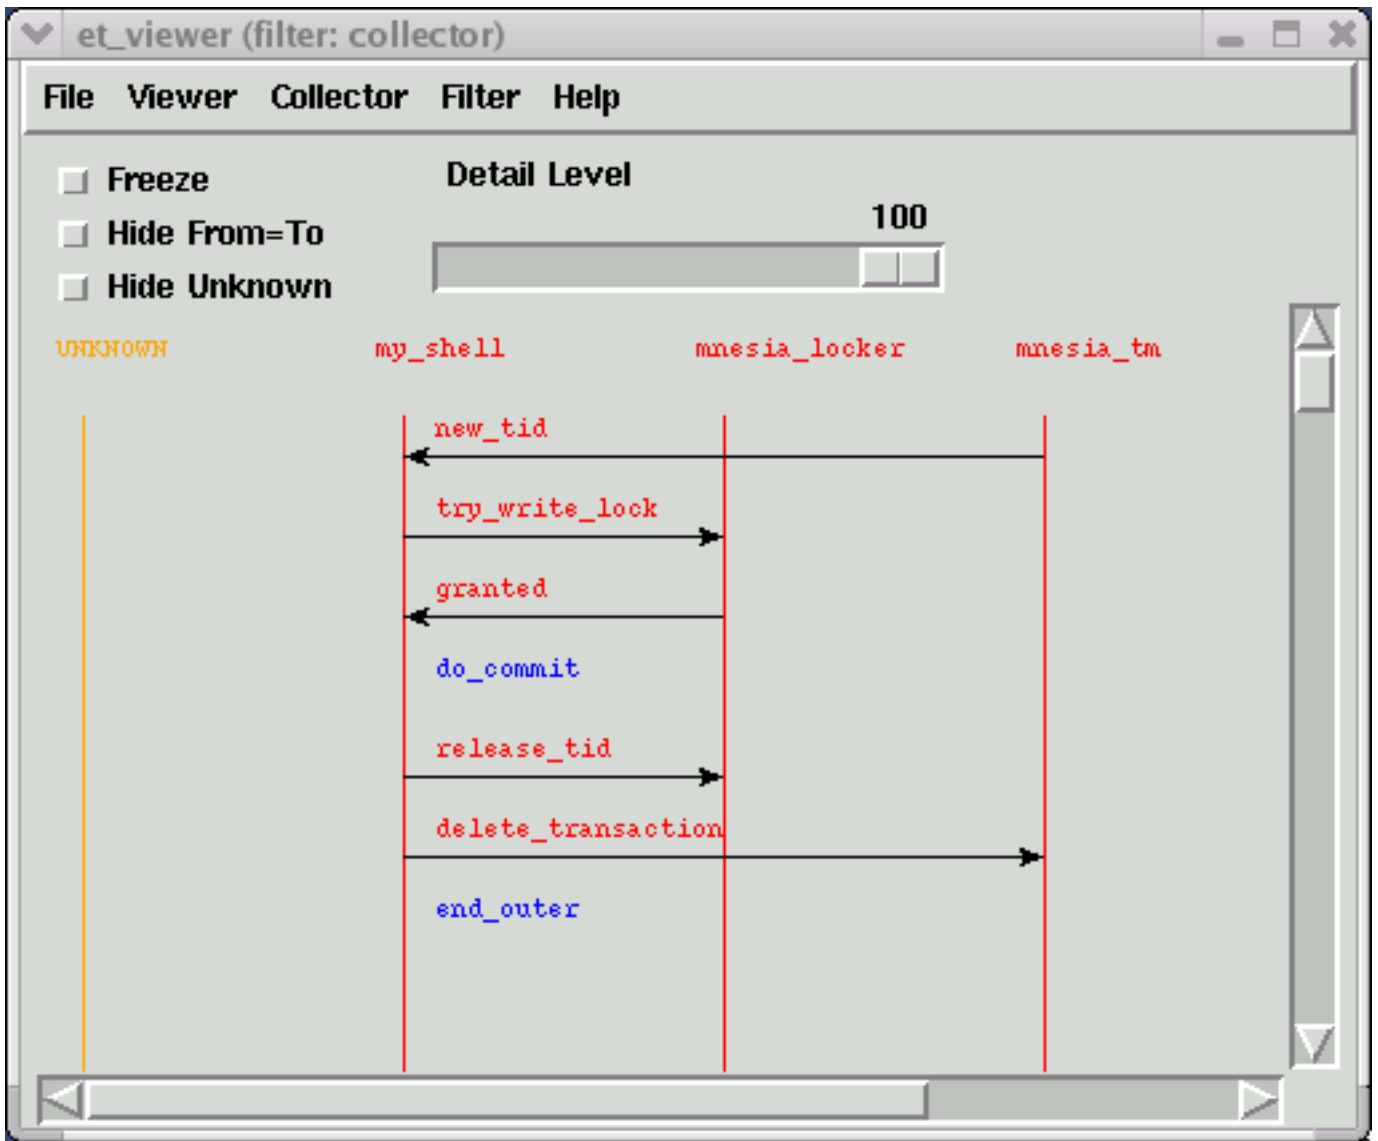 et_viewer (filter: collector)
File Viewer Collector Filter Help
Freeze
Detail Level
Hide From=To
100
Hide Unknown
UNKNOWN my_shell mnesia_locker mnesia_tm
new_tid
try_write_lock
granted
do_commit
release_tid
delete_transaction
end_outer